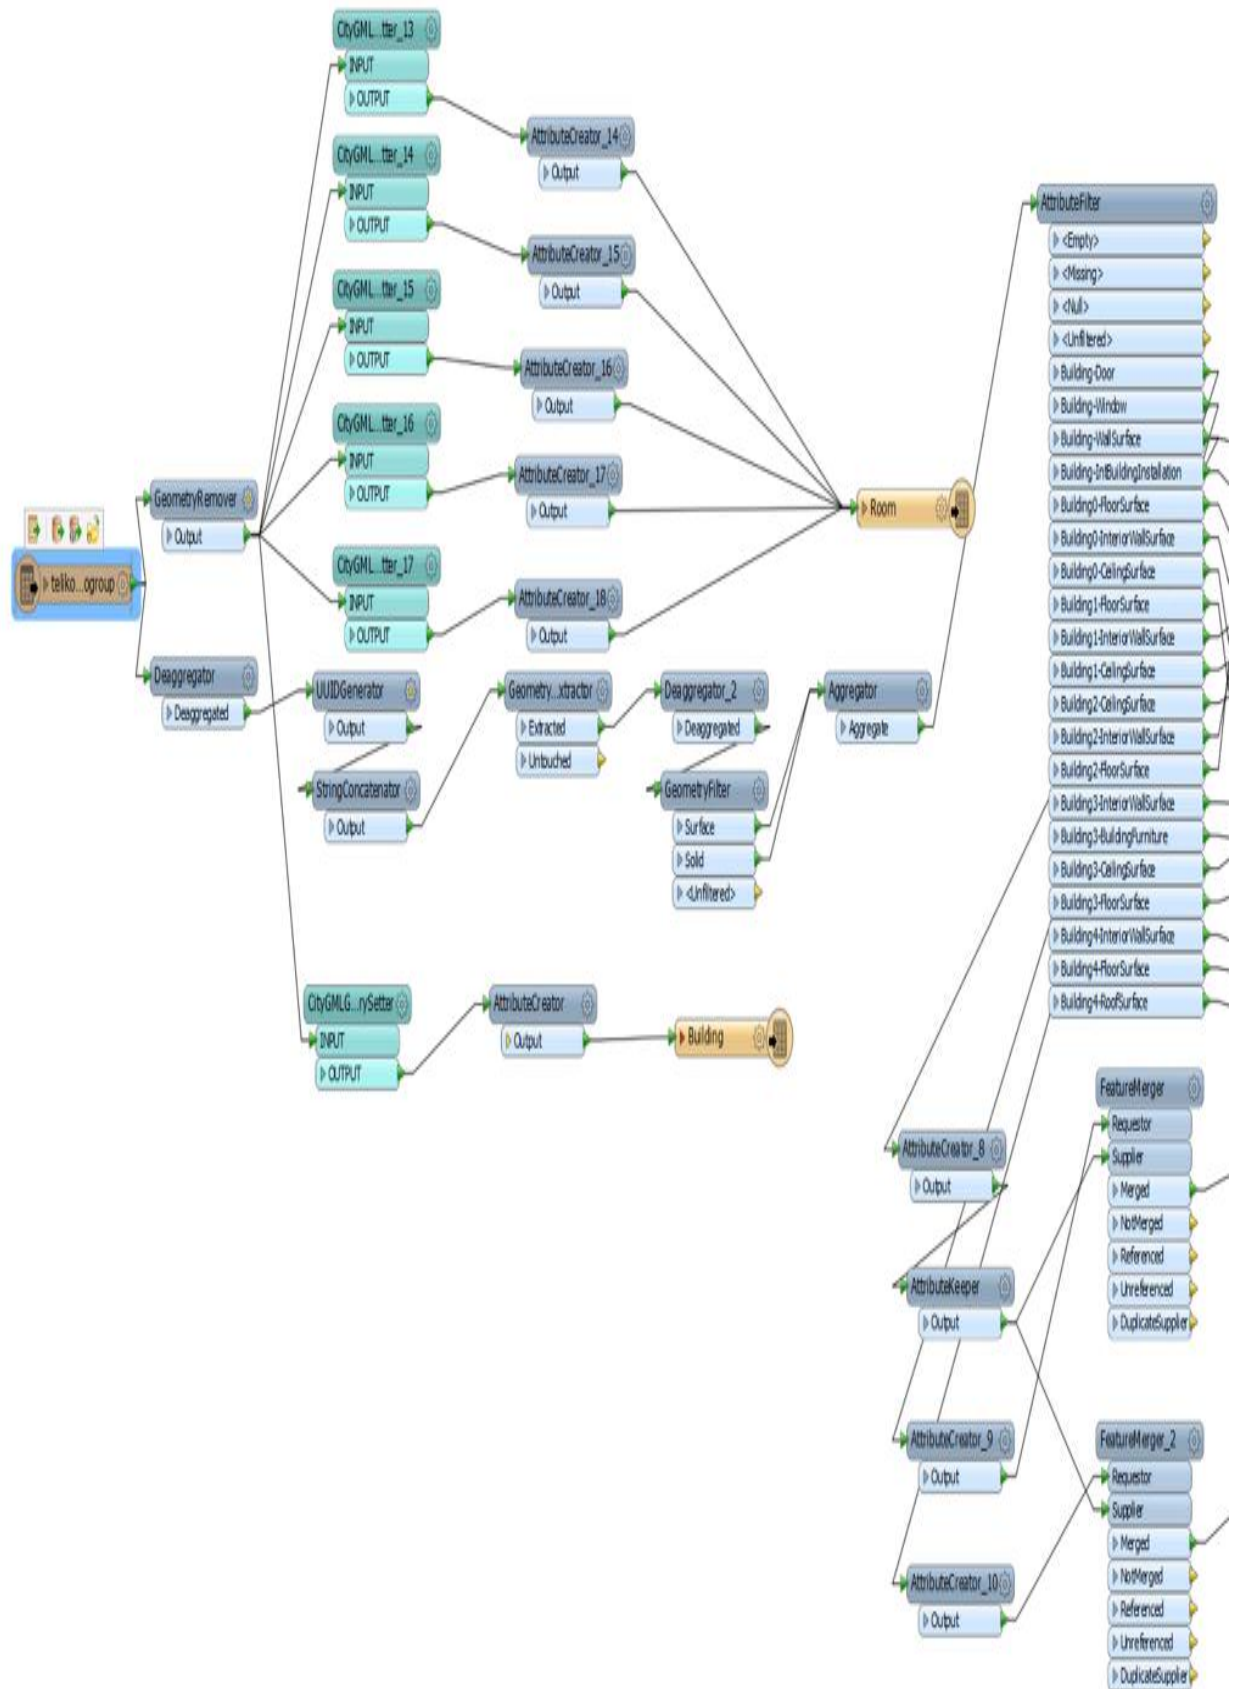 CityGML...tter_13
INPUT
OUTPUT
AttributeCreator_14
Output
CityGML...tter_14
INPUT
OUTPUT
AttributeCreator_15
Output
CityGML...tter_15
INPUT
OUTPUT
AttributeCreator_16
Output
CityGML...tter_16
INPUT
OUTPUT
AttributeCreator_17
Output
CityGML...tter_17
INPUT
OUTPUT
AttributeCreator_18
Output
Room
GeometryRemover
Output
teliko...ogroup
Deaggregator
Deaggregated
UUIDGenerator
Output
StringConcatenator
Output
Geometry...xtractor
Extracted
Untouched
Deaggregator_2
Deaggregated
GeometryFilter
Surface
Solid
<Unfiltered>
Aggregator
Aggregate
CityGMLG...rySetter
INPUT
OUTPUT
AttributeCreator
Output
Building
AttributeFilter
<Empty>
<Missing>
<Null>
<Unfiltered>
Building-Door
Building-Window
Building-WallSurface
Building-IntBuildingInstallation
Building0-FloorSurface
Building0-InteriorWallSurface
Building0-CeilingSurface
Building1-FloorSurface
Building1-InteriorWallSurface
Building1-CeilingSurface
Building2-CeilingSurface
Building2-InteriorWallSurface
Building2-FloorSurface
Building3-InteriorWallSurface
Building3-BuildingFurniture
Building3-CeilingSurface
Building3-FloorSurface
Building4-InteriorWallSurface
Building4-FloorSurface
Building4-RoofSurface
AttributeCreator_8
Output
AttributeKeeper
Output
AttributeCreator_9
Output
AttributeCreator_10
Output
FeatureMerger
Requestor
Supplier
Merged
NotMerged
Referenced
Unreferenced
DuplicateSupplier
FeatureMerger_2
Requestor
Supplier
Merged
NotMerged
Referenced
Unreferenced
DuplicateSupplier